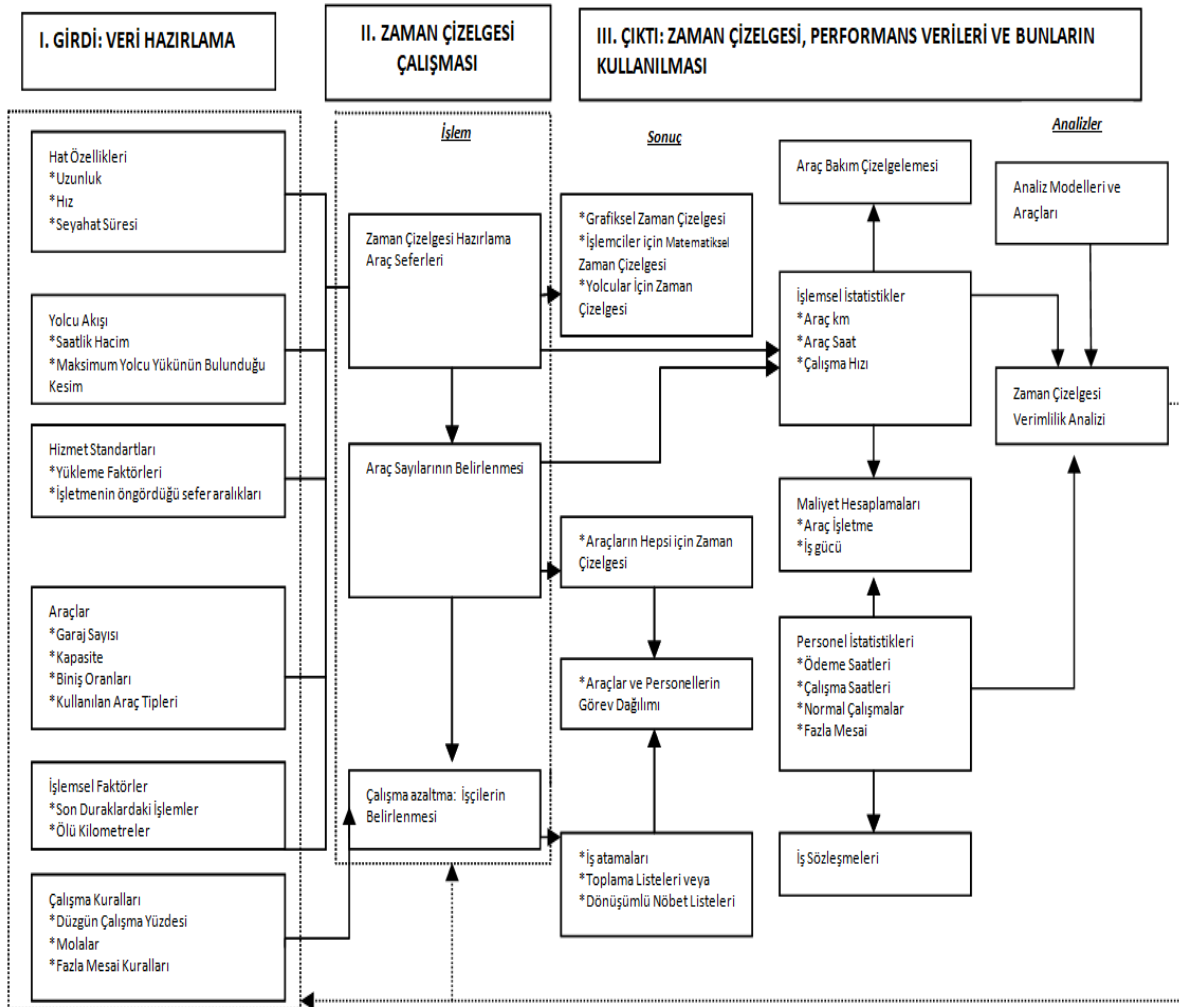 I. GİRDİ: VERİ HAZIRLAMA
II. ZAMAN ÇİZELGESİ
ÇALIŞMASI
III. ÇIKTI: ZAMAN ÇİZELGESİ, PERFORMANS VERİLERİ VE BUNLARIN
KULLANILMASI
Hat Özellikleri
*Uzunluk
*Hız
*Seyahat Süresi
Yolcu Akışı
*Saatlik Hacim
*Maksimum Yolcu Yükünün Bulunduğu
Kesim
Hizmet Standartları
*Yükleme Faktörleri
*İşletmenin öngördüğü sefer aralıkları
Araçlar
*Garaj Sayısı
*Kapasite
*Biniş Oranları
*Kullanılan Araç Tipleri
İşlemsel Faktörler
*Son Duraklardaki İşlemler
*Ölü Kilometreler
Çalışma Kuralları
*Düzgün Çalışma Yüzdesi
*Molalar
*Fazla Mesai Kuralları
İşlem
Zaman Çizelgesi Hazırlama
Araç Seferleri
Araç Sayılarının Belirlenmesi
Çalışma azaltma: İşçilerin
Belirlenmesi
Sonuç
*Grafiksel Zaman Çizelgesi
*İşlemciler için Matematiksel
Zaman Çizelgesi
*Yolcular İçin Zaman
Çizelgesi
*Araçların Hepsi için Zaman
Çizelgesi
*Araçlar ve Personellerin
Görev Dağılımı
*İş atamaları
*Toplama Listeleri veya
*Dönüşümlü Nöbet Listeleri
Araç Bakım Çizelgelemesi
İşlemsel İstatistikler
*Araç km
*Araç Saat
*Çalışma Hızı
Maliyet Hesaplamaları
*Araç İşletme
*İş gücü
Personel İstatistikleri
*Ödeme Saatleri
*Çalışma Saatleri
*Normal Çalışmalar
*Fazla Mesai
İş Sözleşmeleri
Analizler
Analiz Modelleri ve
Araçları
Zaman Çizelgesi
Verimlilik Analizi